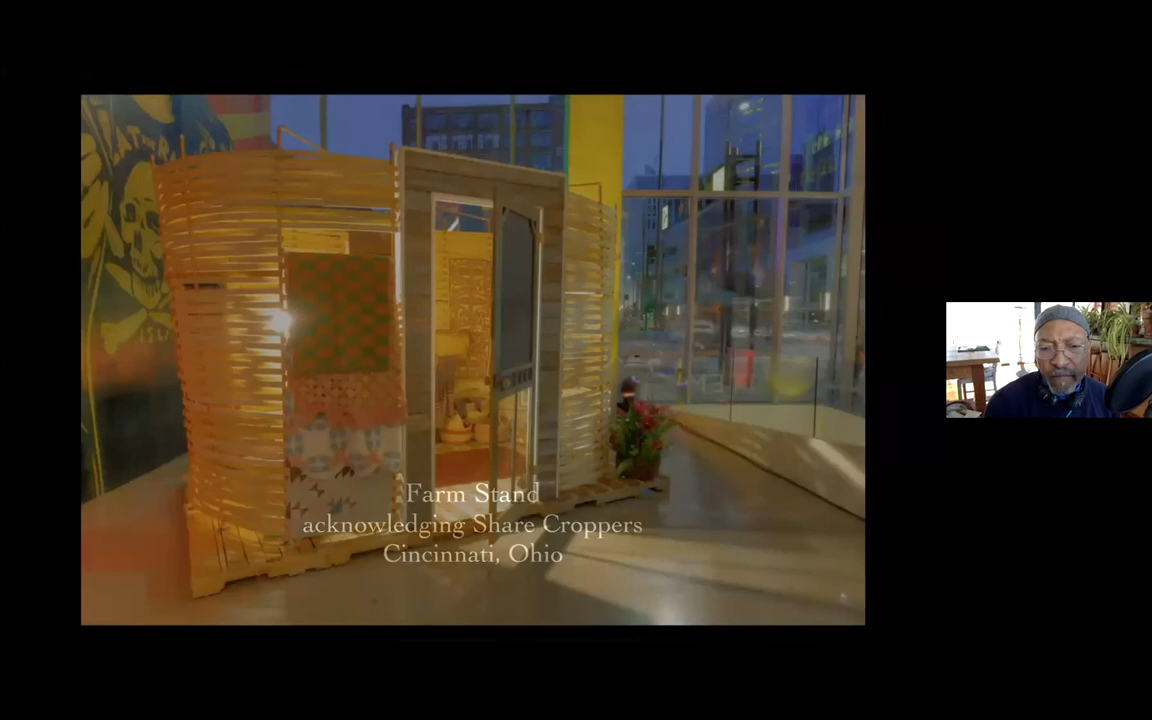 Farm Stand
acknowledging Share Croppers
Cincinnati, Ohio